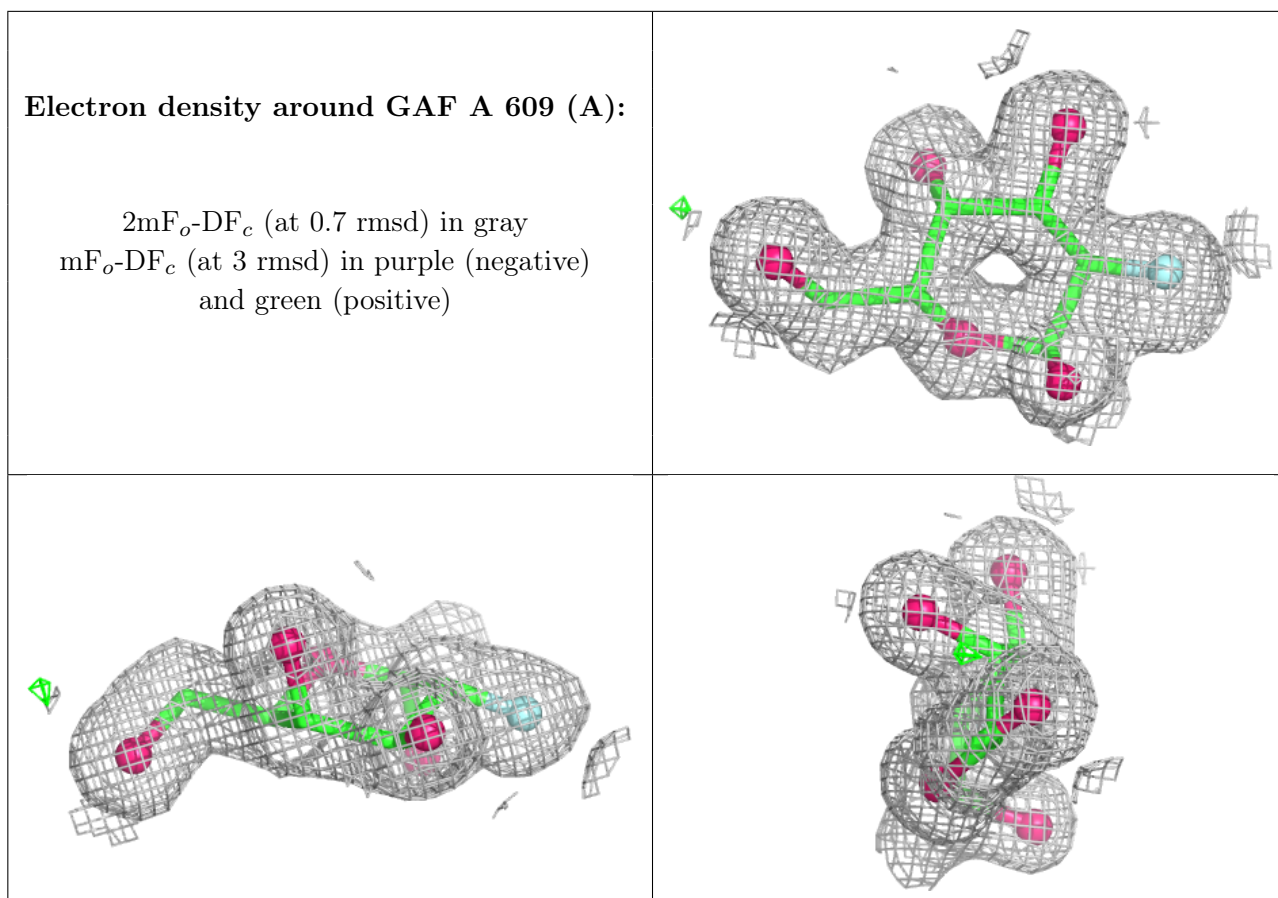 Electron density around GAF A 609 (A):
2mFₒ-DF𝒸 (at 0.7 rmsd) in gray
mFₒ-DF𝒸 (at 3 rmsd) in purple (negative)
and green (positive)